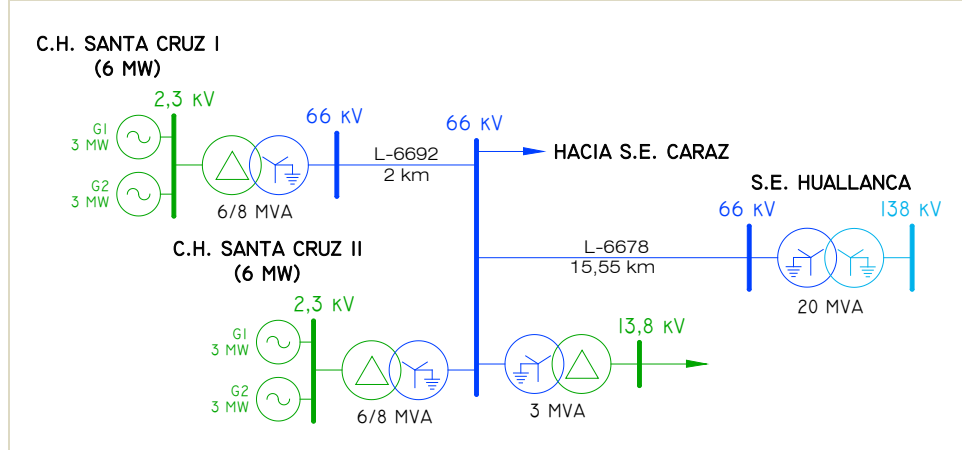 C.H. SANTA CRUZ I
(6 MW)
2,3 kV
G1
3 MW
G2
3 MW
6/8 MVA
66 kV
L-6692
2 km
66 kV
HACIA S.E. CARAZ
S.E. HUALLANCA
66 kV
138 kV
L-6678
15,55 km
20 MVA
C.H. SANTA CRUZ II
(6 MW)
2,3 kV
G1
3 MW
G2
3 MW
6/8 MVA
13,8 kV
3 MVA